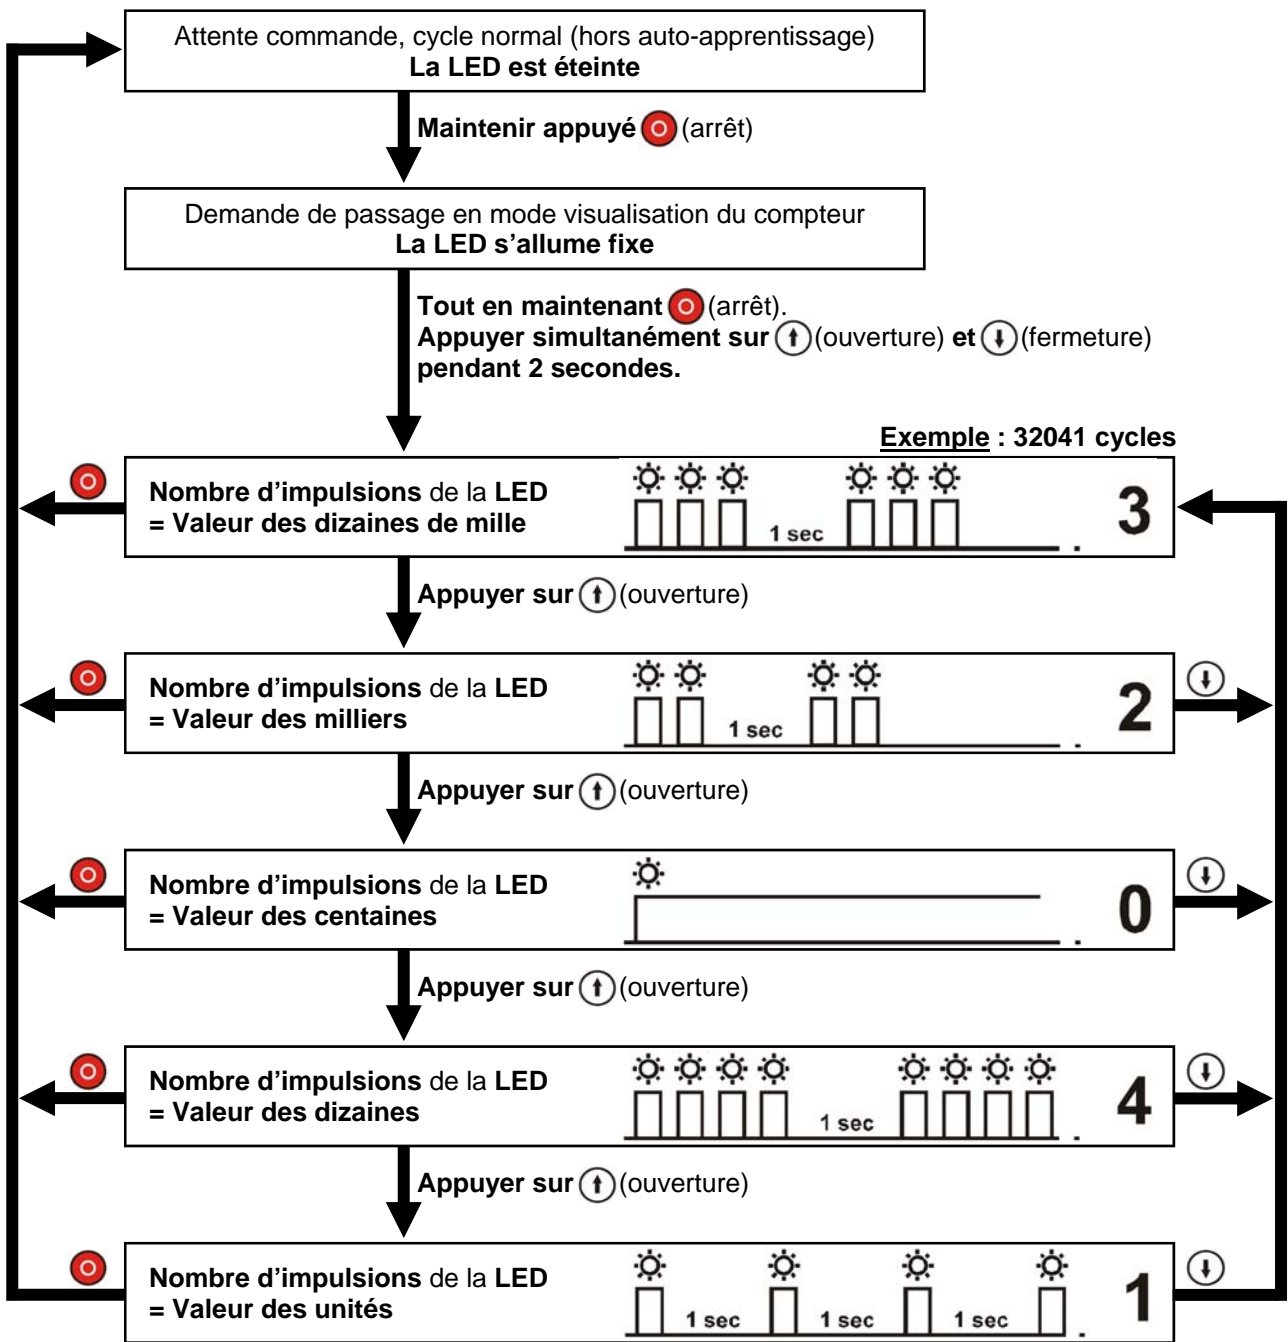 Attente commande, cycle normal (hors auto-apprentissage)
La LED est éteinte
Maintenir appuyé (arrêt)
Demande de passage en mode visualisation du compteur
La LED s’allume fixe
Tout en maintenant (arrêt).
Appuyer simultanément sur (ouverture) et (fermeture)
pendant 2 secondes.
Exemple : 32041 cycles
Nombre d’impulsions de la LED
= Valeur des dizaines de mille
1 sec
3
Appuyer sur (ouverture)
Nombre d’impulsions de la LED
= Valeur des milliers
1 sec
2
Appuyer sur (ouverture)
Nombre d’impulsions de la LED
= Valeur des centaines
0
Appuyer sur (ouverture)
Nombre d’impulsions de la LED
= Valeur des dizaines
1 sec
4
Appuyer sur (ouverture)
Nombre d’impulsions de la LED
= Valeur des unités
1 sec 1 sec 1 sec
1